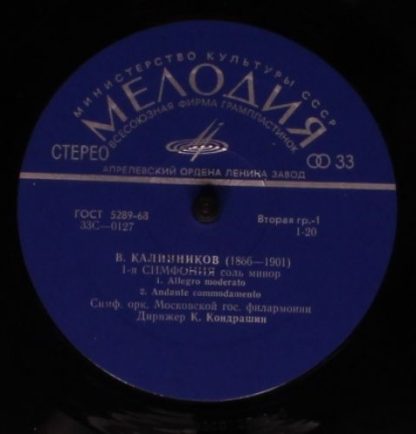 МИНИСТЕРСТВО КУЛЬТУРЫ СССР
МЕЛОДИЯ
ВСЕСОЮЗНАЯ ФИРМА ГРАМПЛАСТИНОК
СТЕРЕО
33
АПРЕЛЕВСКИЙ ОРДЕНА ЛЕНИНА ЗАВОД
ГОСТ 5289-68
Вторая гр.-1
33С—0127
1-20
В. КАЛИННИКОВ (1866—1901)
1-я СИМФОНИЯ соль минор
1. Allegro moderato
2. Andante commodamento
Симф. орк. Московской гос. филармонии
Дирижер К. Кондрашин